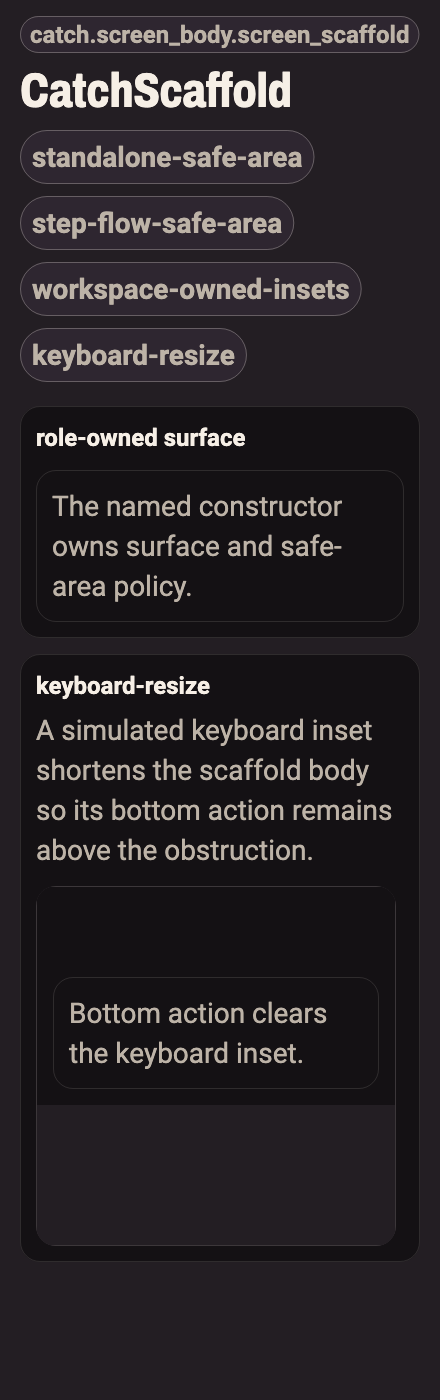 catch.screen_body.screen_scaffold
CatchScaffold
standalone-safe-area
step-flow-safe-area
workspace-owned-insets
keyboard-resize
role-owned surface
The named constructor
owns surface and safe-
area policy.
keyboard-resize
A simulated keyboard inset
shortens the scaffold body
so its bottom action remains
above the obstruction.
Bottom action clears
the keyboard inset.